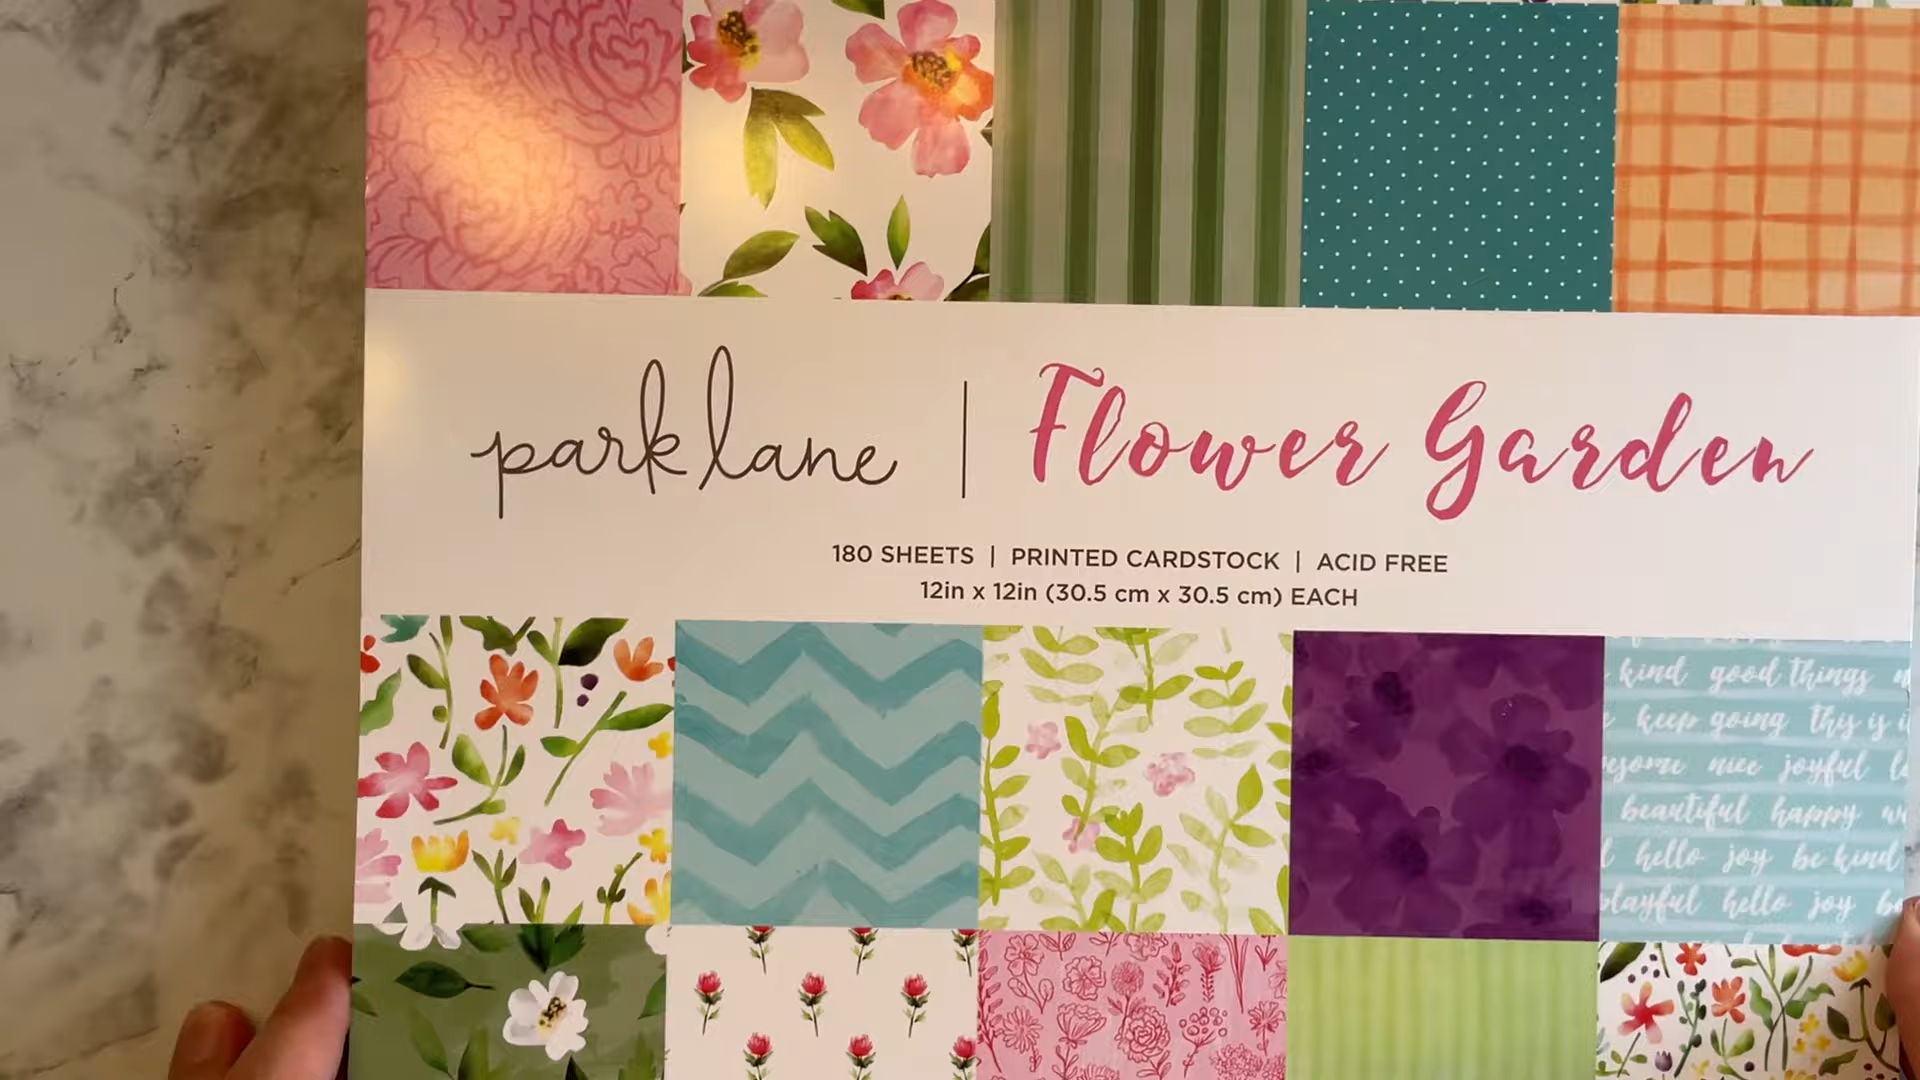 park lane | Flower Garden
180 SHEETS | PRINTED CARDSTOCK | ACID FREE
12in x 12in (30.5 cm x 30.5 cm) EACH
kind good things
keep going this is
nice joyful
beautiful happy
hello joy be kind
playful hello joy